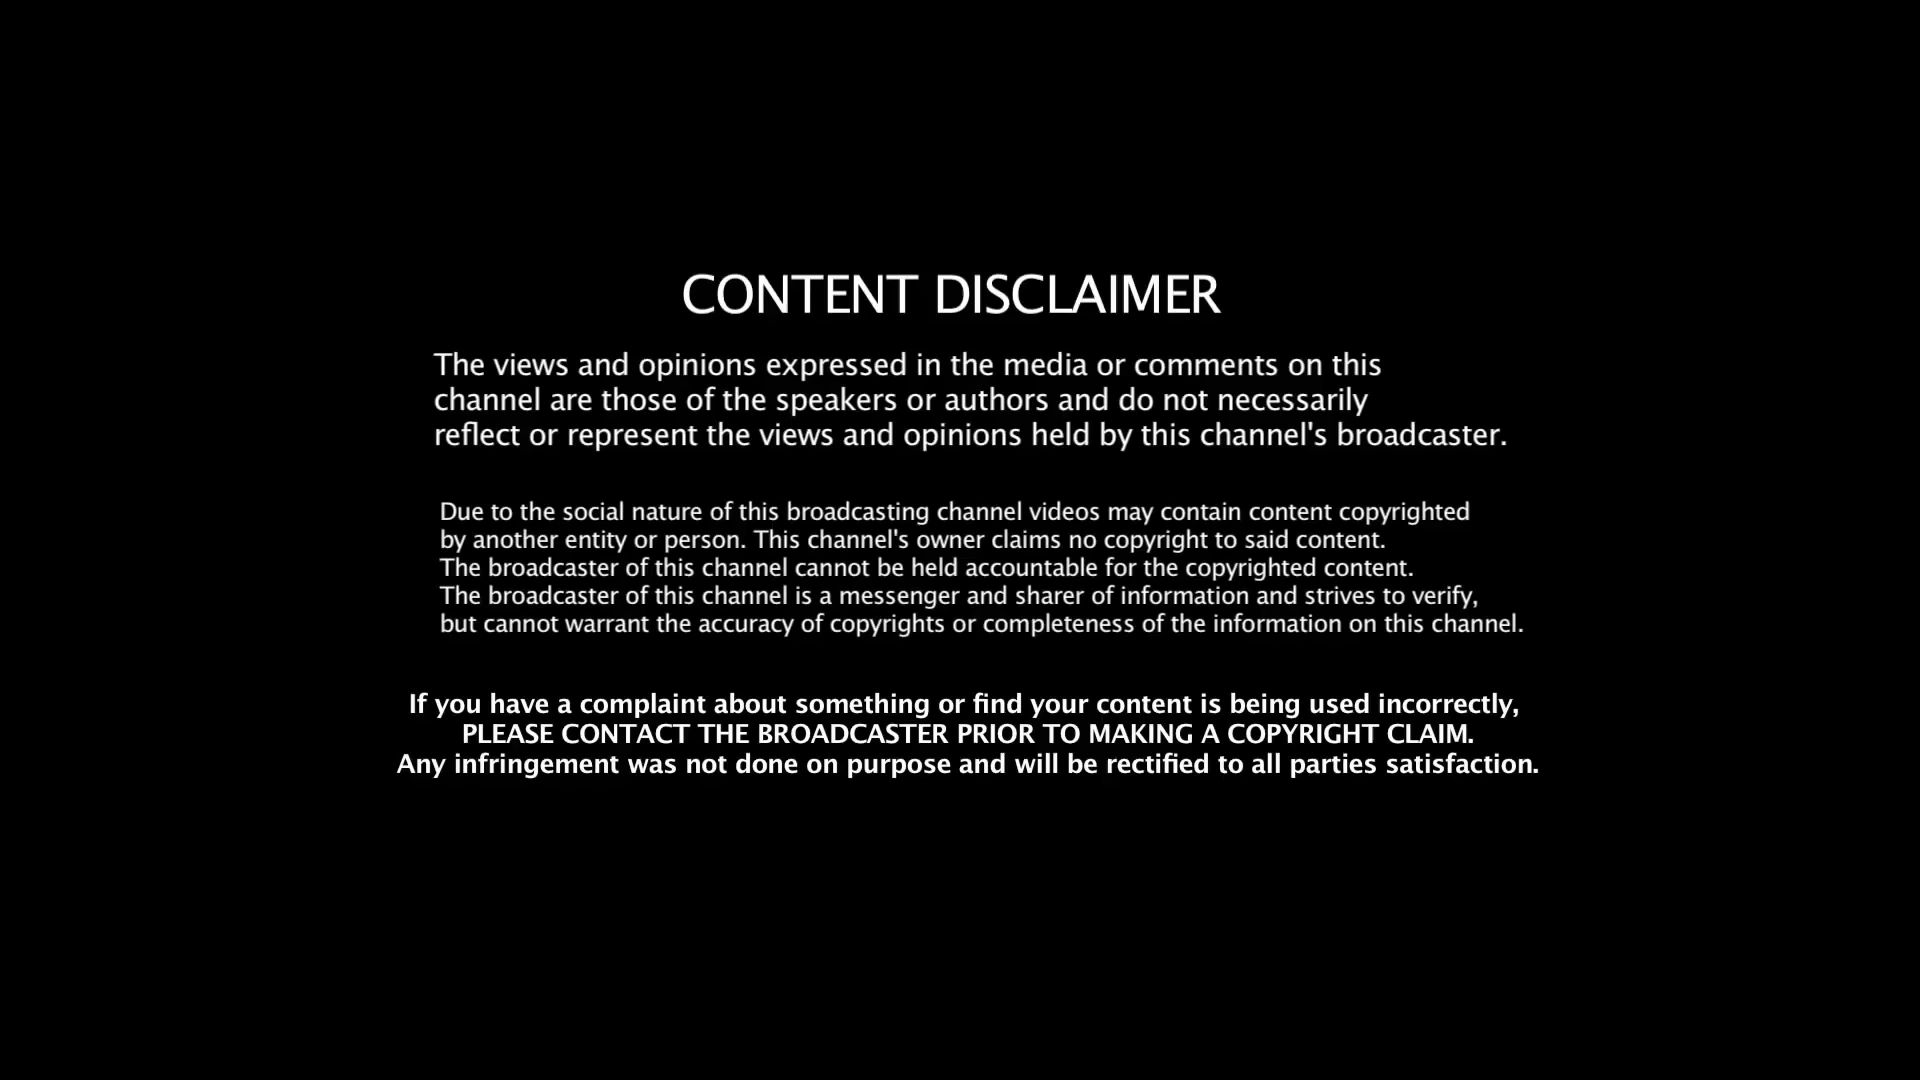 CONTENT DISCLAIMER
The views and opinions expressed in the media or comments on this
channel are those of the speakers or authors and do not necessarily
reflect or represent the views and opinions held by this channel's broadcaster.
Due to the social nature of this broadcasting channel videos may contain content copyrighted
by another entity or person. This channel's owner claims no copyright to said content.
The broadcaster of this channel cannot be held accountable for the copyrighted content.
The broadcaster of this channel is a messenger and sharer of information and strives to verify,
but cannot warrant the accuracy of copyrights or completeness of the information on this channel.
If you have a complaint about something or find your content is being used incorrectly,
PLEASE CONTACT THE BROADCASTER PRIOR TO MAKING A COPYRIGHT CLAIM.
Any infringement was not done on purpose and will be rectified to all parties satisfaction.